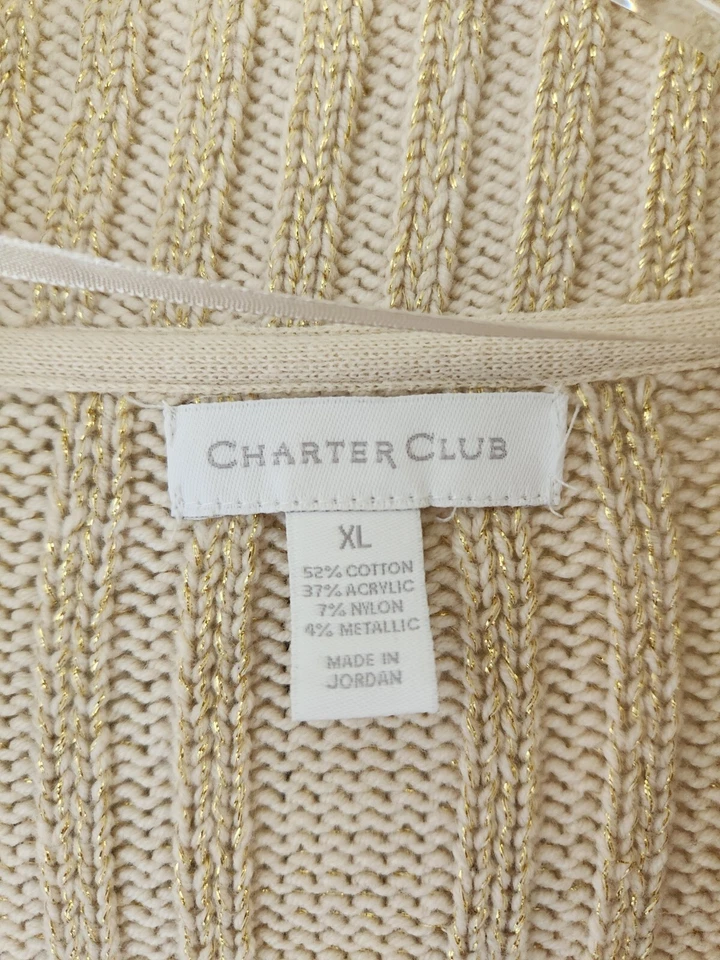 CHARTER CLUB
XL
52% COTTON
37% ACRYLIC
7% NYLON
4% METALLIC
MADE IN
JORDAN